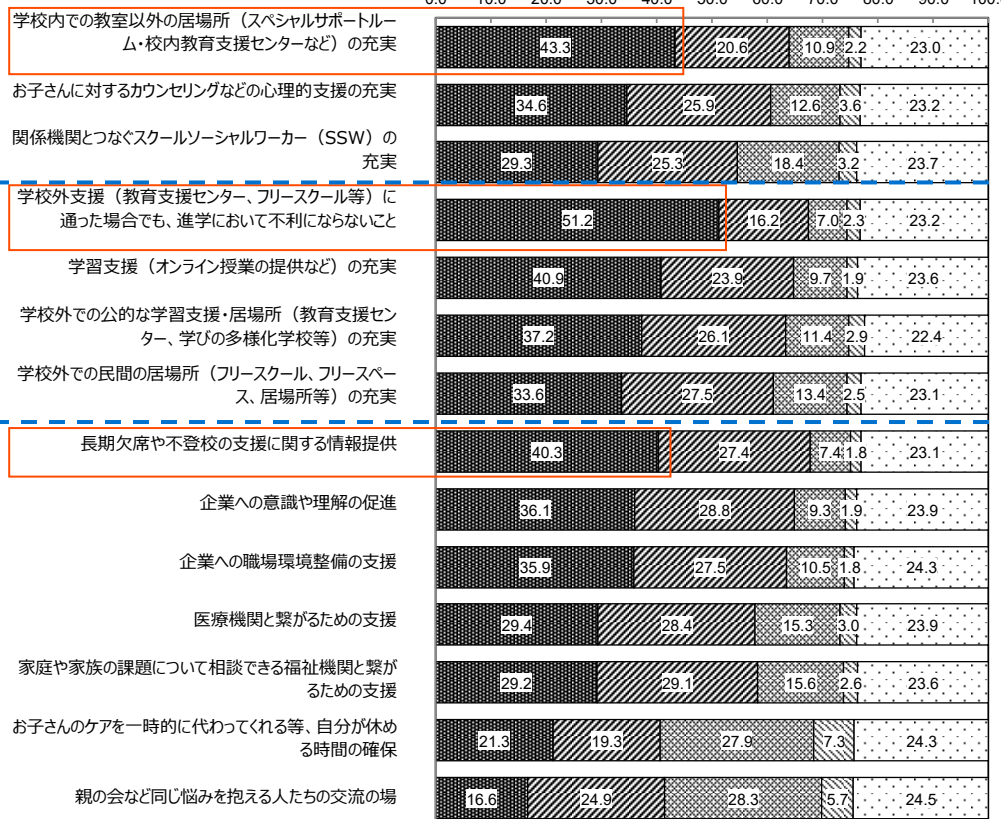 0.0 10.0 20.0 30.0 40.0 50.0 60.0 70.0 80.0 90.0 100.0
学校内での教室以外の居場所（スペシャルサポートルー
ム・校内教育支援センターなど）の充実
43.3 20.6 10.9 2.2 23.0
お子さんに対するカウンセリングなどの心理的支援の充実
34.6 25.9 12.6 3.6 23.2
関係機関とつなぐスクールソーシャルワーカー（SSW）の
充実
29.3 25.3 18.4 3.2 23.7
学校外支援（教育支援センター、フリースクール等）に
通った場合でも、進学において不利にならないこと
51.2 16.2 7.0 2.3 23.2
学習支援（オンライン授業の提供など）の充実
40.9 23.9 9.7 1.9 23.6
学校外での公的な学習支援・居場所（教育支援セン
ター、学びの多様化学校等）の充実
37.2 26.1 11.4 2.9 22.4
学校外での民間の居場所（フリースクール、フリースペー
ス、居場所等）の充実
33.6 27.5 13.4 2.5 23.1
長期欠席や不登校の支援に関する情報提供
40.3 27.4 7.4 1.8 23.1
企業への意識や理解の促進
36.1 28.8 9.3 1.9 23.9
企業への職場環境整備の支援
35.9 27.5 10.5 1.8 24.3
医療機関と繋がるための支援
29.4 28.4 15.3 3.0 23.9
家庭や家族の課題について相談できる福祉機関と繋が
るための支援
29.2 29.1 15.6 2.6 23.6
お子さんのケアを一時的に代わってくれる等、自分が休め
る時間の確保
21.3 19.3 27.9 7.3 24.3
親の会など同じ悩みを抱える人たちの交流の場
16.6 24.9 28.3 5.7 24.5